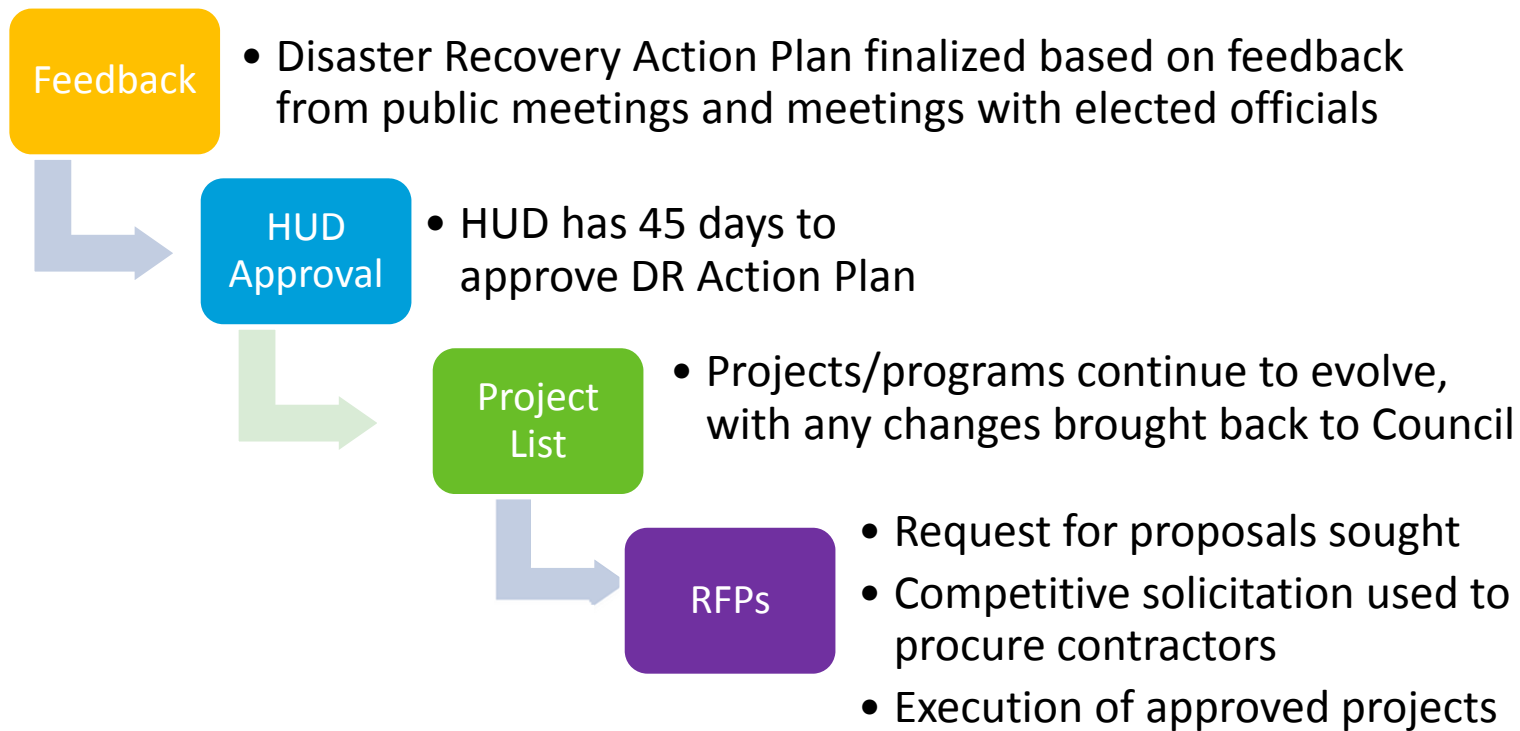 Feedback
• Disaster Recovery Action Plan finalized based on feedback
from public meetings and meetings with elected officials
HUD
Approval
• HUD has 45 days to
approve DR Action Plan
Project
List
• Projects/programs continue to evolve,
with any changes brought back to Council
RFPs
• Request for proposals sought
• Competitive solicitation used to
procure contractors
• Execution of approved projects